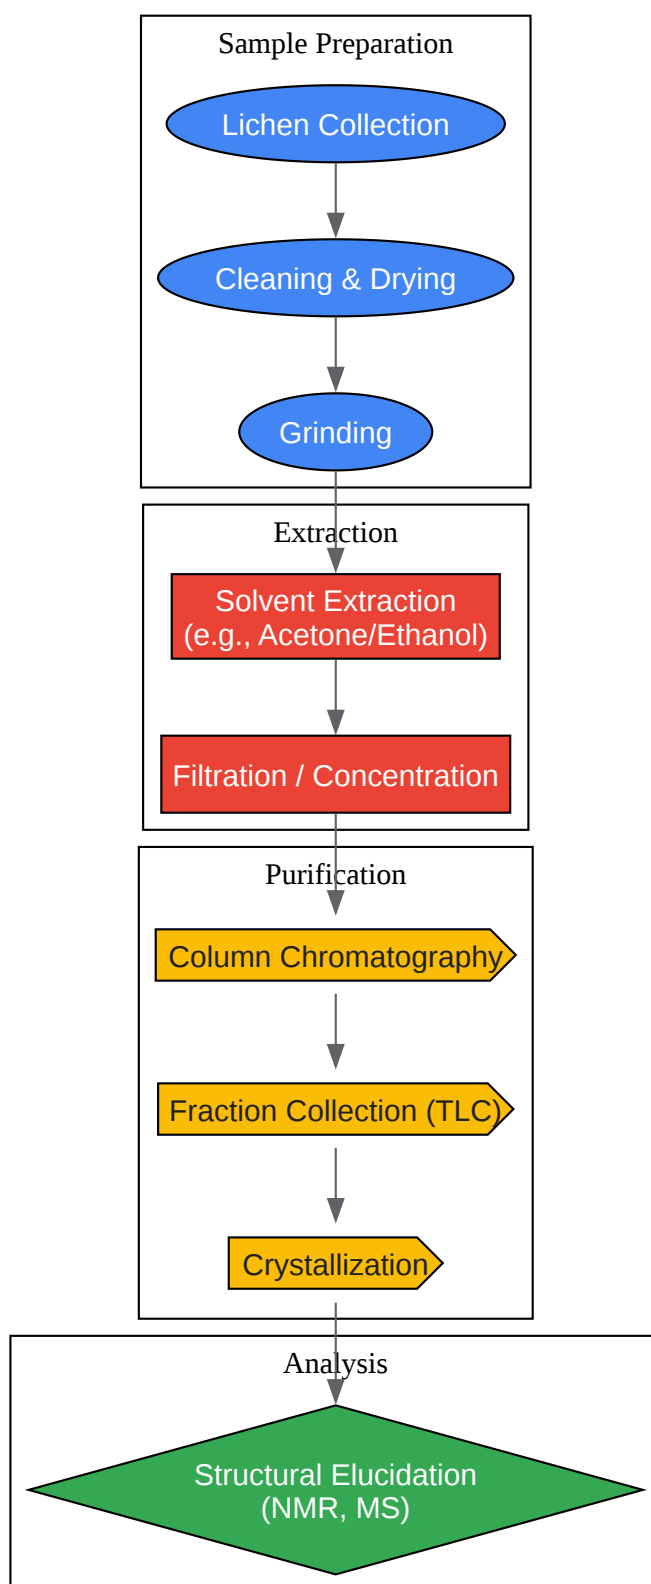 Sample Preparation
Lichen Collection
Cleaning & Drying
Grinding
Extraction
Solvent Extraction
(e.g., Acetone/Ethanol)
Filtration / Concentration
Purification
Column Chromatography
Fraction Collection (TLC)
Crystallization
Analysis
Structural Elucidation
(NMR, MS)